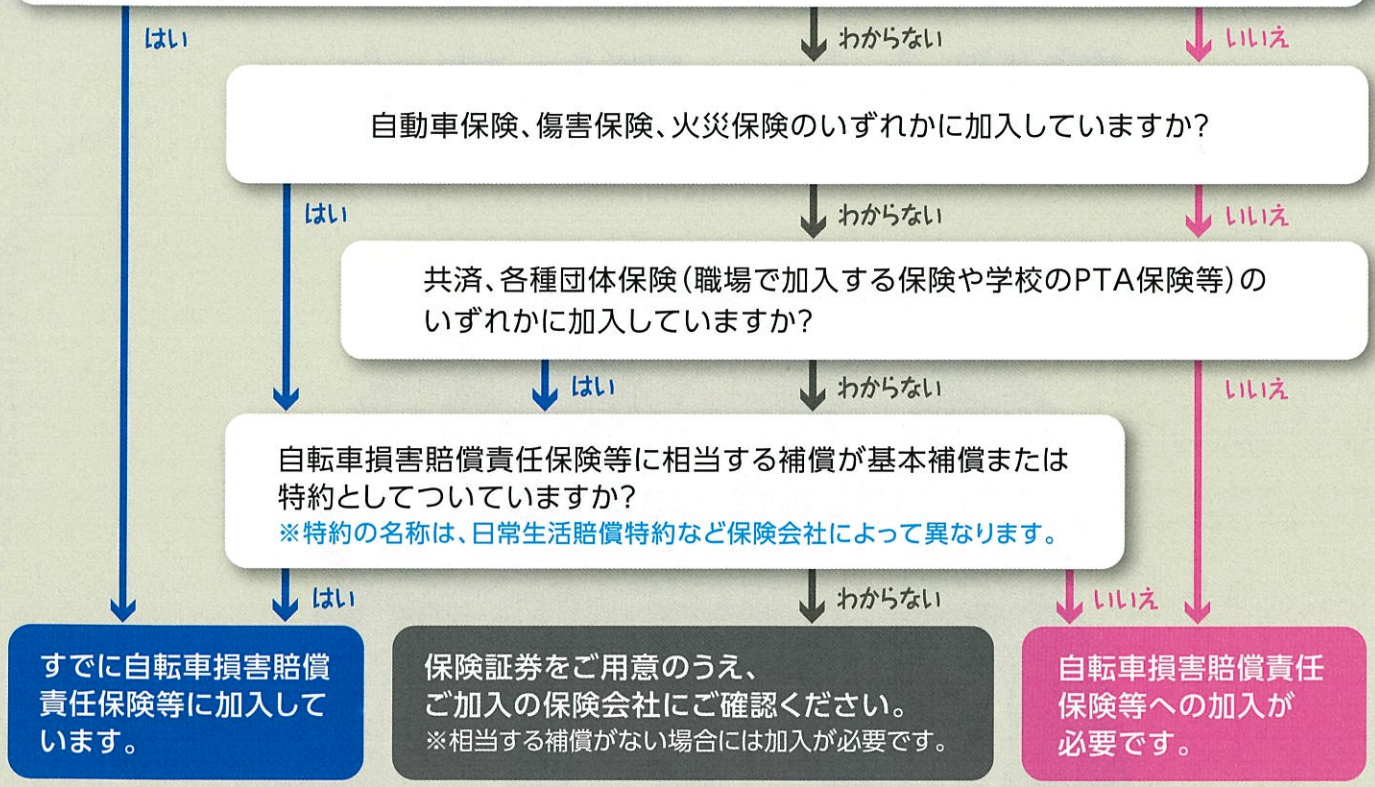 はい
わからない
いいえ
自動車保険、傷害保険、火災保険のいずれかに加入していますか?
はい
わからない
いいえ
共済、各種団体保険(職場で加入する保険や学校のPTA保険等)の
いずれかに加入していますか?
はい
わからない
いいえ
自転車損害賠償責任保険等に相当する補償が基本補償または
特約としてついていますか?
※特約の名称は、日常生活賠償特約など保険会社によって異なります。
はい
わからない
いいえ
すでに自転車損害賠償
責任保険等に加入して
います。
保険証券をご用意のうえ、
ご加入の保険会社にご確認ください。
※相当する補償がない場合には加入が必要です。
自転車損害賠償責任
保険等への加入が
必要です。